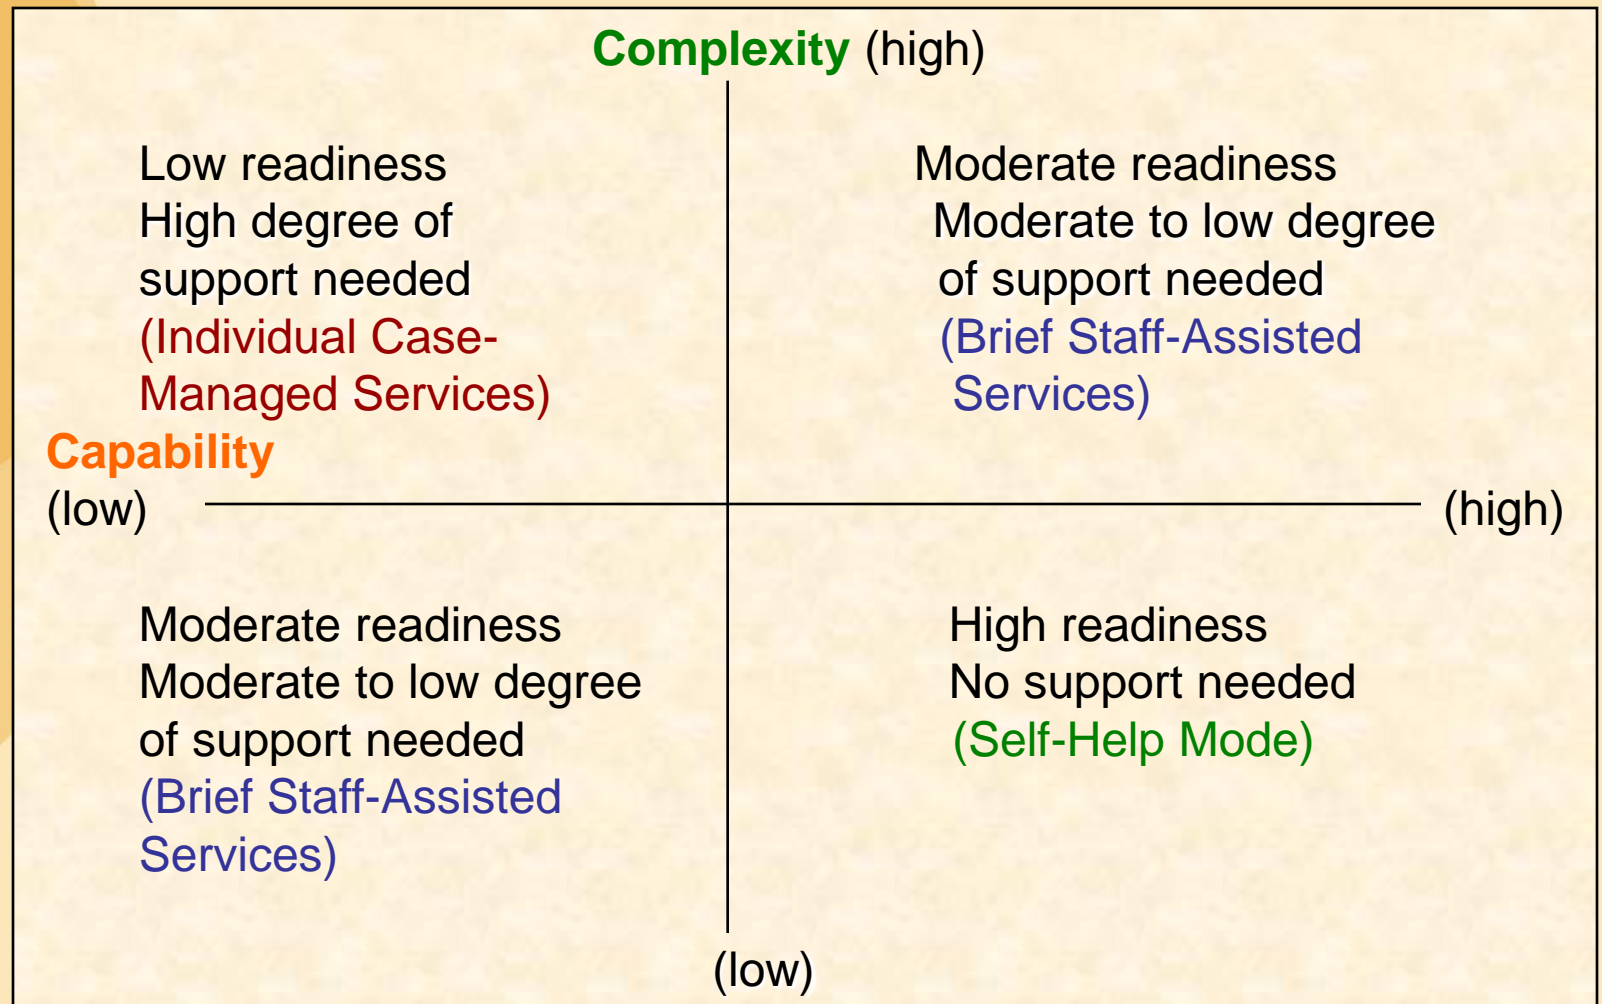 Complexity (high)
Low readiness
High degree of
support needed
(Individual Case-
Managed Services)
Moderate readiness
Moderate to low degree
of support needed
(Brief Staff-Assisted
Services)
Capability
(low)
(high)
Moderate readiness
Moderate to low degree
of support needed
(Brief Staff-Assisted
Services)
High readiness
No support needed
(Self-Help Mode)
(low)